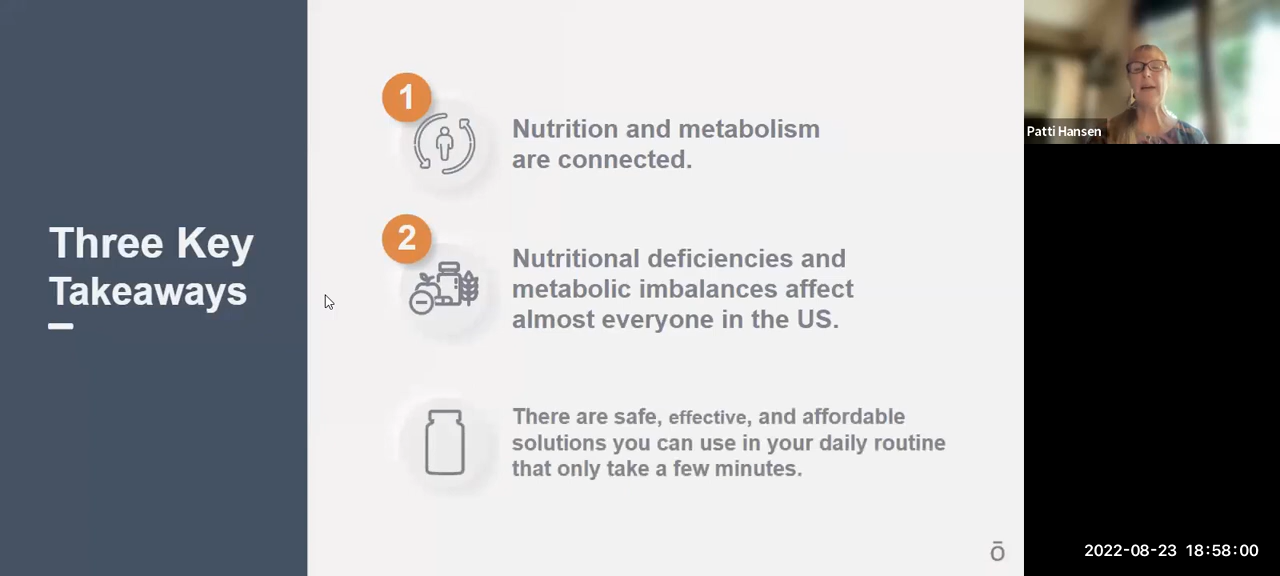 Three Key
Takeaways
1
Nutrition and metabolism
are connected.
2
Nutritional deficiencies and
metabolic imbalances affect
almost everyone in the US.
There are safe, effective, and affordable
solutions you can use in your daily routine
that only take a few minutes.
ō
Patti Hansen
2022-08-23 18:58:00